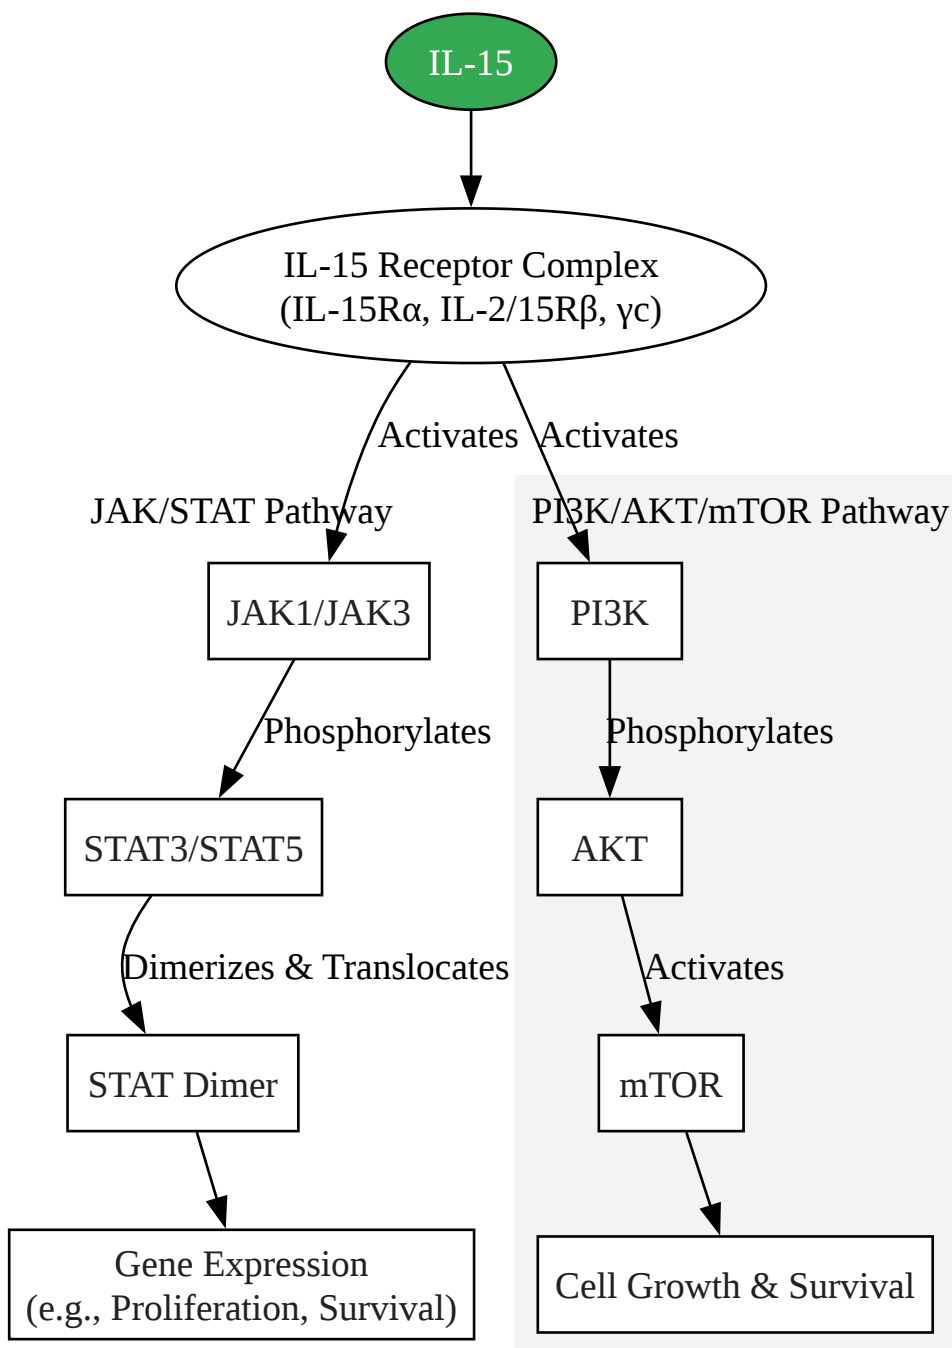 IL-15
IL-15 Receptor Complex
(IL-15Rα, IL-2/15Rβ, γc)
Activates
Activates
JAK/STAT Pathway
PI3K/AKT/mTOR Pathway
JAK1/JAK3
PI3K
Phosphorylates
Phosphorylates
STAT3/STAT5
AKT
Dimerizes & Translocates
Activates
STAT Dimer
mTOR
Gene Expression
(e.g., Proliferation, Survival)
Cell Growth & Survival